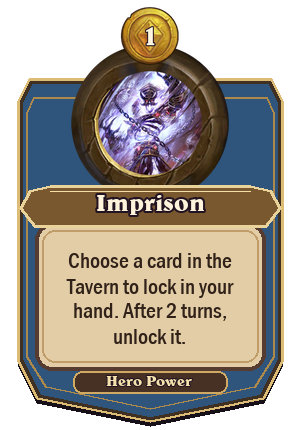 1
Imprison
Choose a card in the
Tavern to lock in your
hand. After 2 turns,
unlock it.
Hero Power